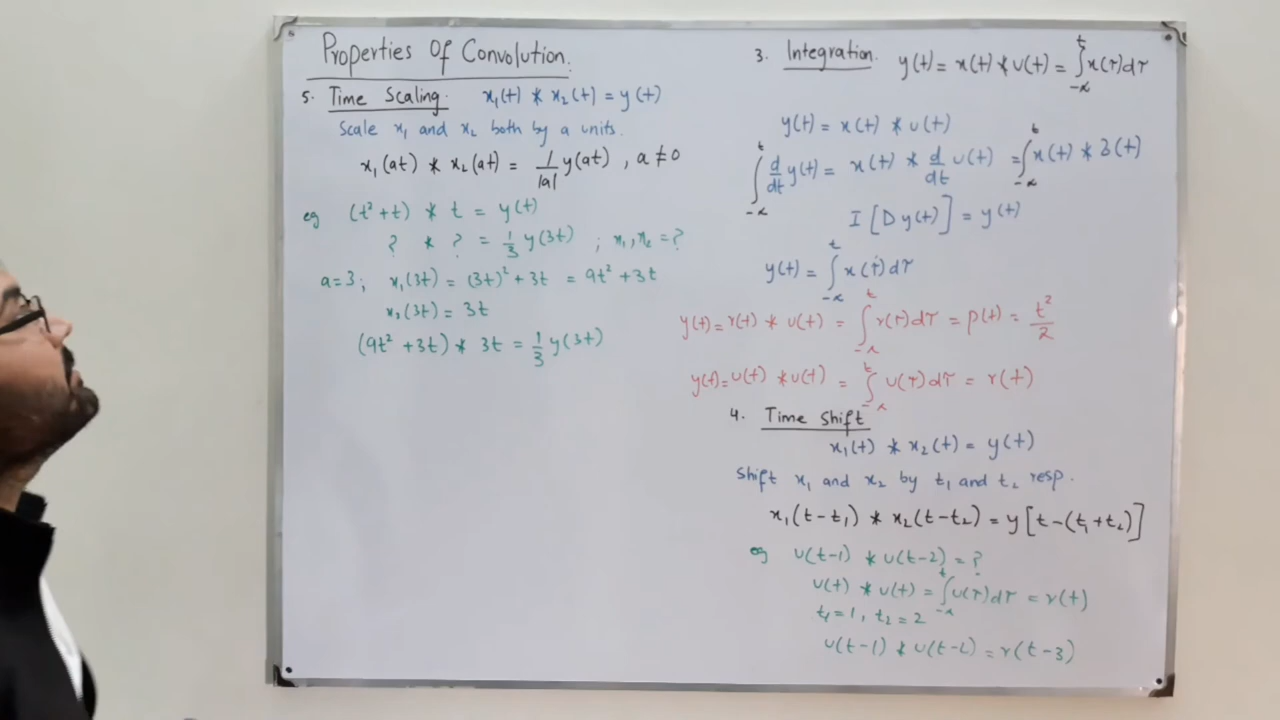 Properties Of Convolution.
5. Time Scaling. x₁(t) * x₂(t) = y(t)
Scale x₁ and x₂ both by a units.
x₁(at) * x₂(at) = 1/|a| y(at) , a ≠ 0
eg (t²+t) * t = y(t)
? * ? = 1/3 y(3t) ; x₁, x₂ = ?
a=3; x₁(3t) = (3t)² + 3t = 9t² + 3t
x₂(3t) = 3t
(9t² + 3t) * 3t = 1/3 y(3t)
3. Integration. y(t) = x(t) * u(t) = ∫_{-∞}^{t} x(τ)dτ
y(t) = x(t) * u(t)
∫_{-∞}^{t} d/dt y(t) = x(t) * d/dt u(t) = ∫_{-∞}^{t} x(t) * δ(t)
I [D y(t)] = y(t)
y(t) = ∫_{-∞}^{t} x(τ)dτ
y(t) = r(t) * u(t) = ∫_{-∞}^{t} r(τ)dτ = p(t) = t²/2
y(t) = u(t) * u(t) = ∫_{-∞}^{t} u(τ)dτ = r(t)
4. Time Shift
x₁(t) * x₂(t) = y(t)
Shift x₁ and x₂ by t₁ and t₂ resp.
x₁(t-t₁) * x₂(t-t₂) = y[t-(t₁+t₂)]
eg u(t-1) * u(t-2) = ?
u(t) * u(t) = ∫_{-∞}^{t} u(τ)dτ = r(t)
t₁=1, t₂=2
u(t-1) * u(t-2) = r(t-3)